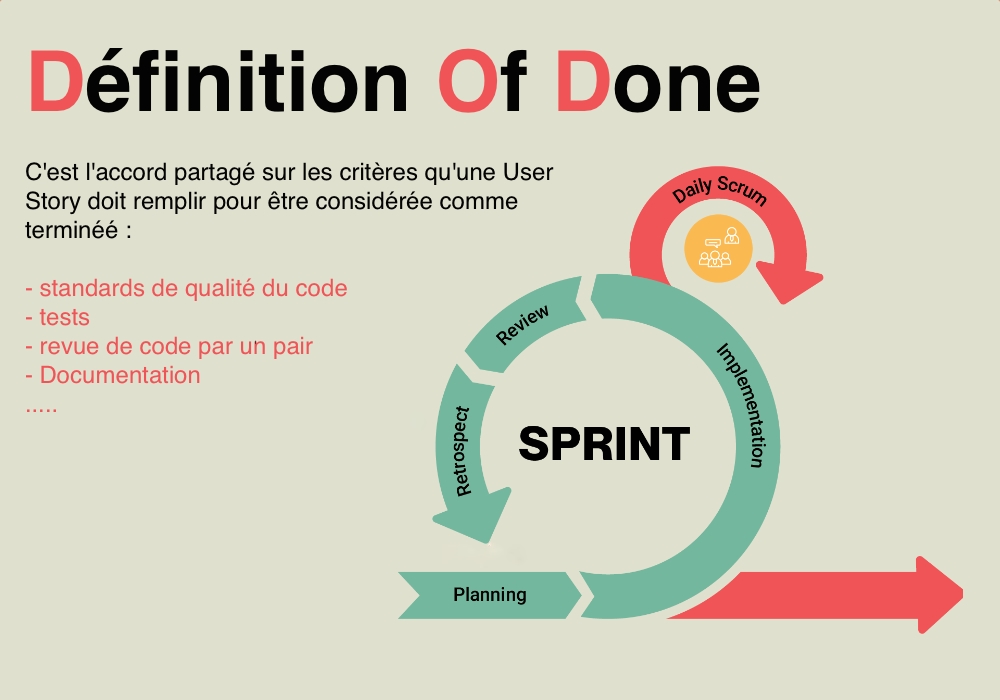 Définition Of Done
C'est l'accord partagé sur les critères qu'une User
Story doit remplir pour être considérée comme
terminéé :
- standards de qualité du code
- tests
- revue de code par un pair
- Documentation
.....
Daily Scrum
Review
Implementation
Retrospect
SPRINT
Planning